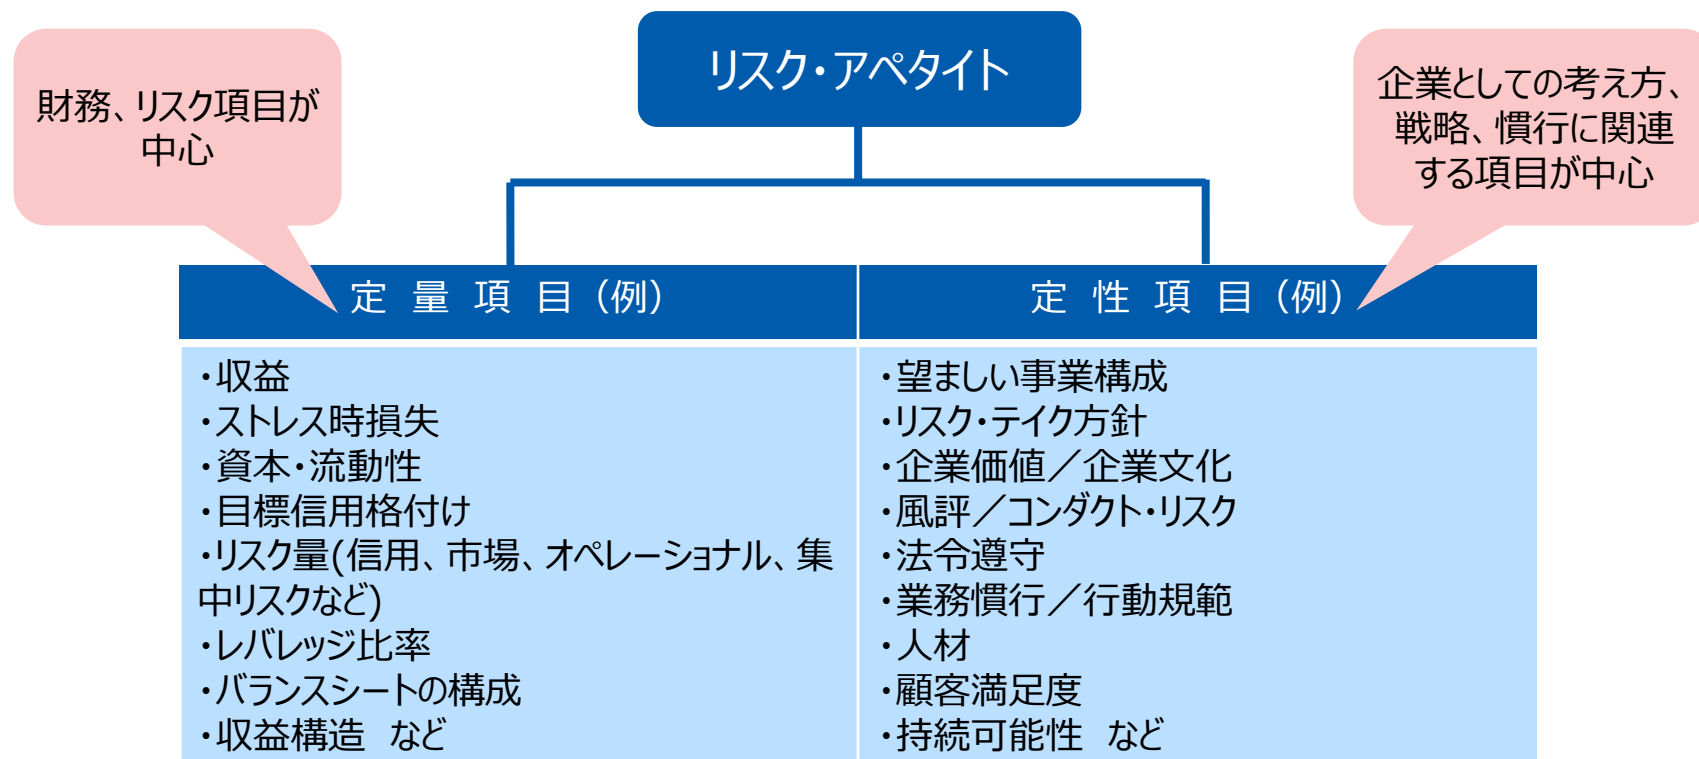 リスク・アペタイト
財務、リスク項目が
中心
企業としての考え方、
戦略、慣行に関連
する項目が中心
定 量 項 目（例）
・収益
・ストレス時損失
・資本・流動性
・目標信用格付け
・リスク量(信用、市場、オペレーショナル、集
中リスクなど)
・レバレッジ比率
・バランスシートの構成
・収益構造 など
定 性 項 目（例）
・望ましい事業構成
・リスク・テイク方針
・企業価値／企業文化
・風評／コンダクト・リスク
・法令遵守
・業務慣行／行動規範
・人材
・顧客満足度
・持続可能性 など